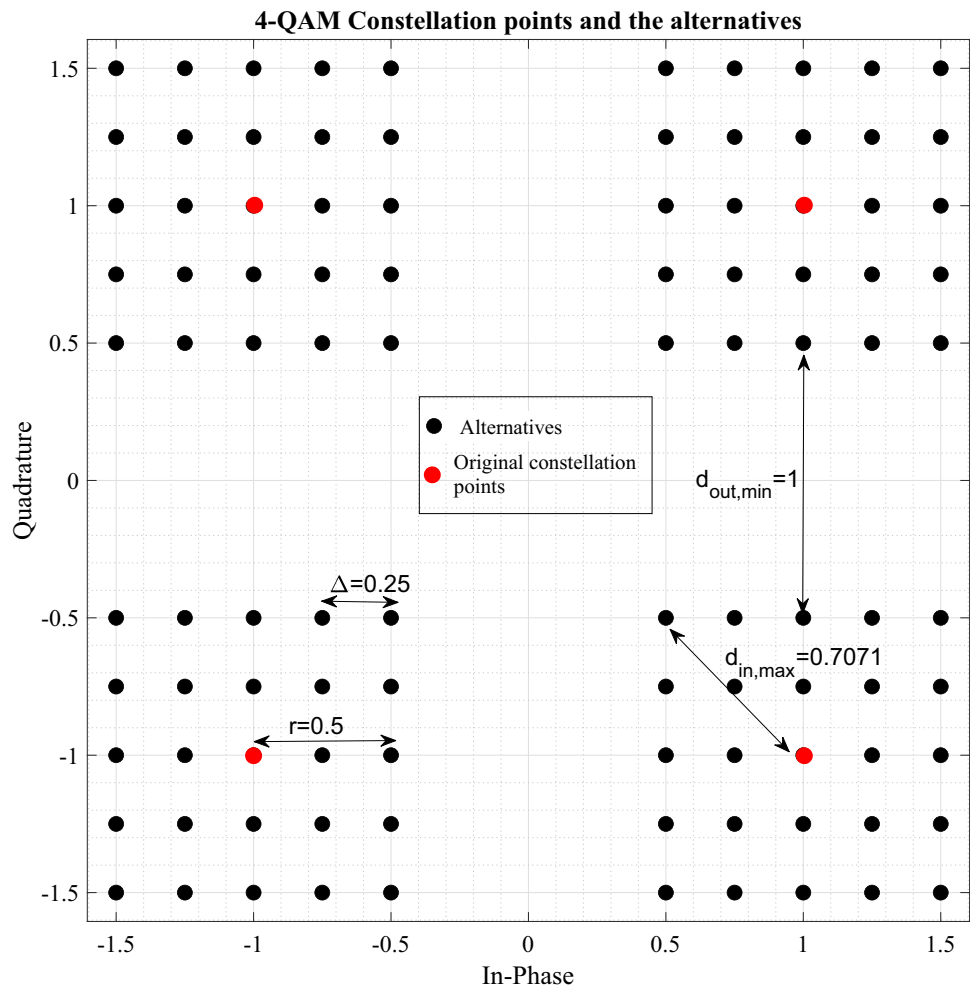 4-QAM Constellation points and the alternatives
1.5
1
0.5
0
-0.5
-1
-1.5
Quadrature
Alternatives
Original constellation
points
d_out,min=1
Δ=0.25
d_in,max=0.7071
r=0.5
-1.5 -1 -0.5 0 0.5 1 1.5
In-Phase